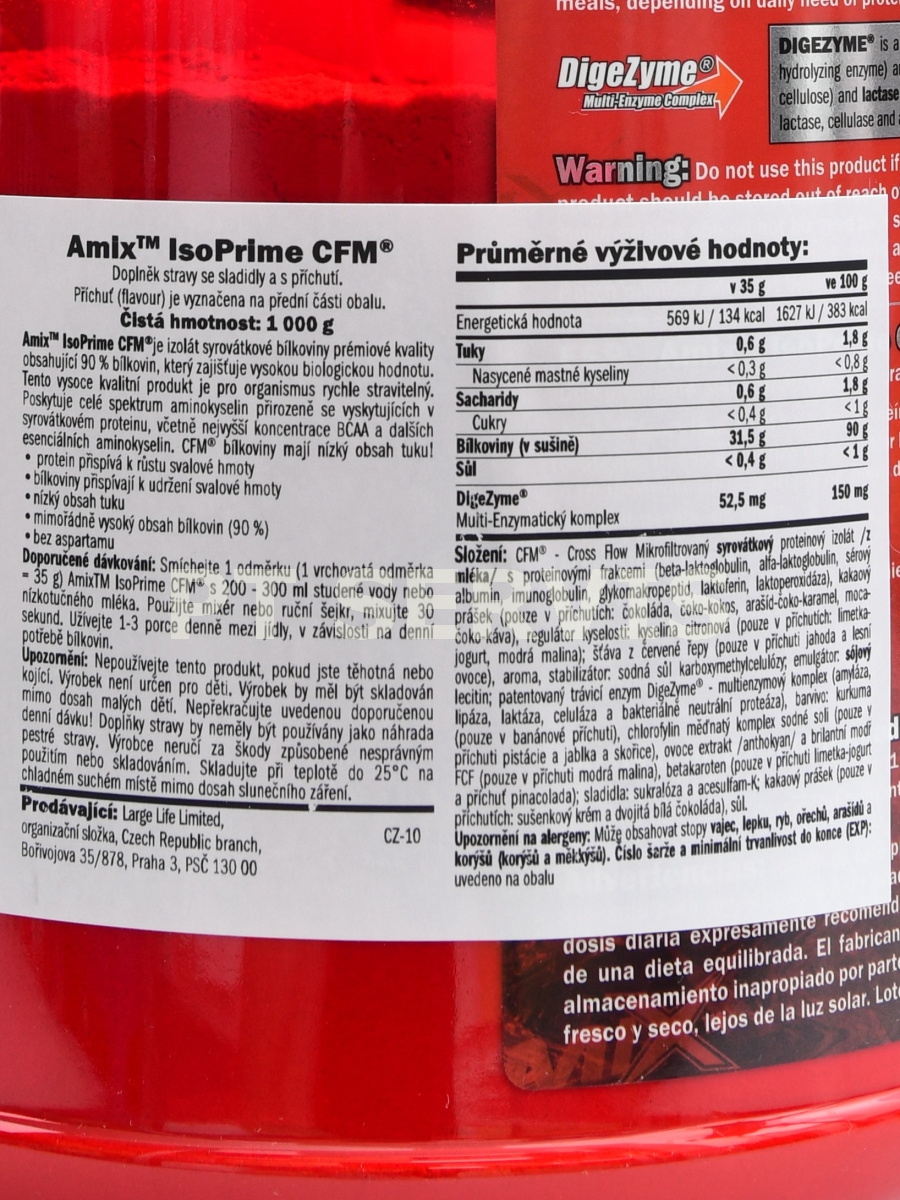 meals, depending on daily need of
DigeZyme®
Multi-Enzyme Complex
DIGEZYME® is a
hydrolyzing enzyme)
cellulose) and lactase
lactase, cellulase and
Warning: Do not use this product if
product should be stored out of reach
Amix™ IsoPrime CFM®
Doplněk stravy se sladidly a s příchutí.
Příchuť (flavour) je vyznačena na přední části obalu.
Čistá hmotnost: 1 000 g
Amix™ IsoPrime CFM®je izolát syrovátkové bílkoviny prémiové kvality
obsahující 90 % bílkovin, který zajišťuje vysokou biologickou hodnotu.
Tento vysoce kvalitní produkt je pro organismus rychle stravitelný.
Poskytuje celé spektrum aminokyselin přirozeně se vyskytujících v
syrovátkovém proteinu, včetně nejvyšší koncentrace BCAA a dalších
esenciálních aminokyselin. CFM® bílkoviny mají nízký obsah tuku!
• protein přispívá k růstu svalové hmoty
• bílkoviny přispívají k udržení svalové hmoty
• nízký obsah tuku
• mimořádně vysoký obsah bílkovin (90 %)
• bez aspartamu
Doporučené dávkování: Smíchejte 1 odměrku (1 vrchovatá odměrka
= 35 g) AmixTM IsoPrime CFM® s 200 - 300 ml studené vody nebo
nízkotučného mléka. Použijte mixér nebo ruční šejkr, mixujte 30
sekund. Užívejte 1-3 porce denně mezi jídly, v závislosti na denní
potřebě bílkovin.
Upozornění: Nepoužívejte tento produkt, pokud jste těhotná nebo
kojící. Výrobek není určen pro děti. Výrobek by měl být skladován
mimo dosah malých dětí. Nepřekračujte uvedenou doporučenou
denní dávku! Doplňky stravy by neměly být používány jako náhrada
pestré stravy. Výrobce neručí za škody způsobené nesprávným
použitím nebo skladováním. Skladujte při teplotě do 25°C na
chladném suchém místě mimo dosah slunečního záření.
Prodávající: Large Life Limited,
organizační složka, Czech Republic branch,
Bořivojova 35/878, Praha 3, PSČ 130 00
CZ-10
Průměrné výživové hodnoty:
v 35 g ve 100 g
Energetická hodnota 569 kJ / 134 kcal 1627 kJ / 383 kcal
Tuky 0,6 g 1,8 g
Nasycené mastné kyseliny <0,3 g <0,8 g
Sacharidy 0,6 g 1,8 g
Cukry <0,4 g <1 g
Bílkoviny (v sušině) 31,5 g 90 g
Sůl <0,4 g <1 g
DigeZyme® 52,5 mg 150 mg
Multi-Enzymatický komplex
Složení: CFM® - Cross Flow Mikrofiltrovaný syrovátkový proteinový izolát /z
mléka/ s proteinovými frakcemi (beta-laktoglobulin, alfa-laktoglobulin, sérový
albumin, imunoglobulin, glykomakropeptid, laktoferin, laktoperoxidáza), kakaový
prášek (pouze v příchutích: čokoláda, čoko-kokos, arašíd-čoko-karamel, moca-
čoko-káva), regulátor kyselosti: kyselina citronová (pouze v příchutích: limetka-
jogurt, modrá malina); šťáva z červené řepy (pouze v příchuti jahoda a lesní
ovoce), aroma, stabilizátor: sodná sůl karboxymethylcelulózy; emulgátor: sójový
lecitin; patentovaný trávicí enzym DigeZyme® - multienzymový komplex (amyláza,
lipáza, laktáza, celuláza a bakteriálně neutrální proteáza), barvivo: kurkuma
(pouze v banánové příchuti), chlorofylin měďnatý komplex sodné soli (pouze v
příchuti pistácie a jablka a skořice), ovoce extrakt /anthokyan/ a brilantní modř
FCF (pouze v příchuti modrá malina), betakaroten (pouze v příchuti limetka-jogurt
a příchuť pinacolada); sladidla: sukralóza a acesulfam-K; kakaový prášek (pouze v
příchutích: sušenkový krém a dvojitá bílá čokoláda), sůl.
Upozornění na alergeny: Může obsahovat stopy vajec, lepku, ryb, ořechů, arašídů a
korýšů (korýšů a měkkýšů). Číslo šarže a minimální trvanlivost do konce (EXP):
uvedeno na obalu
dosis diaria expresamente
de una dieta equilibrada. El
almacenamiento inapropiado por
fresco y seco, lejos de la luz solar.